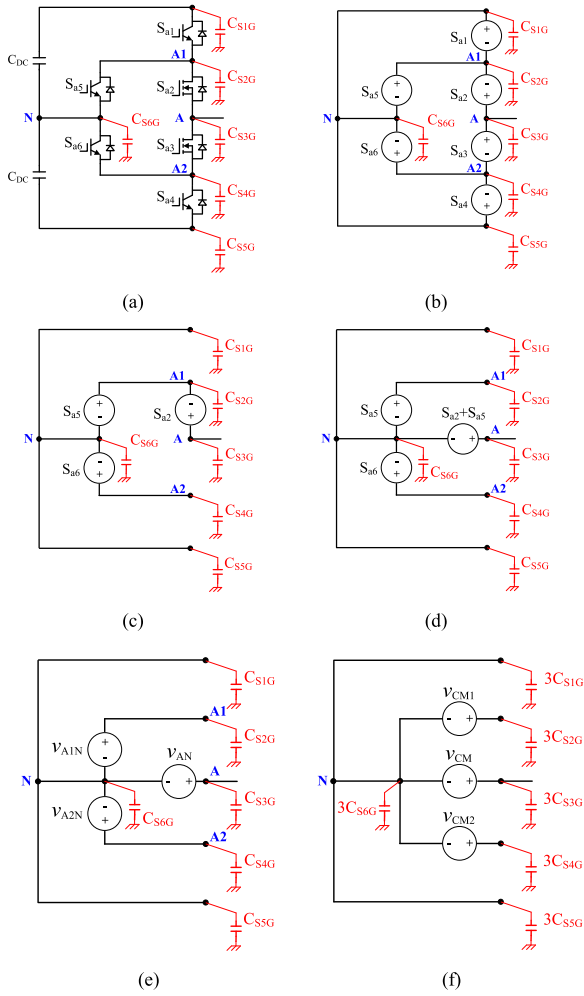 S_a1
C_S1G
C_DC
A1
S_a5
S_a2
C_S2G
N
C_S6G
A
S_a6
S_a3
C_S3G
A2
C_DC
S_a4
C_S4G
C_S5G
(a)
C_S1G
S_a1
+
-
A1
S_a5
+
-
S_a2
+
-
C_S2G
N
C_S6G
A
S_a6
-
+
S_a3
-
+
C_S3G
A2
S_a4
-
+
C_S4G
C_S5G
(b)
C_S1G
A1
S_a5
+
-
S_a2
-
+
C_S2G
N
C_S6G
A
S_a6
-
+
C_S3G
A2
C_S4G
C_S5G
(c)
C_S1G
A1
S_a5
+
-
S_a2+S_a5
C_S2G
N
- +
A
S_a6
-
+
C_S6G
C_S3G
A2
C_S4G
C_S5G
(d)
C_S1G
A1
v_A1N
+
-
v_AN
C_S2G
N
- +
A
v_A2N
-
+
C_S6G
C_S3G
A2
C_S4G
C_S5G
(e)
3C_S1G
v_CM1
- +
3C_S2G
N
v_CM
- +
3C_S6G
3C_S3G
v_CM2
- +
3C_S4G
3C_S5G
(f)